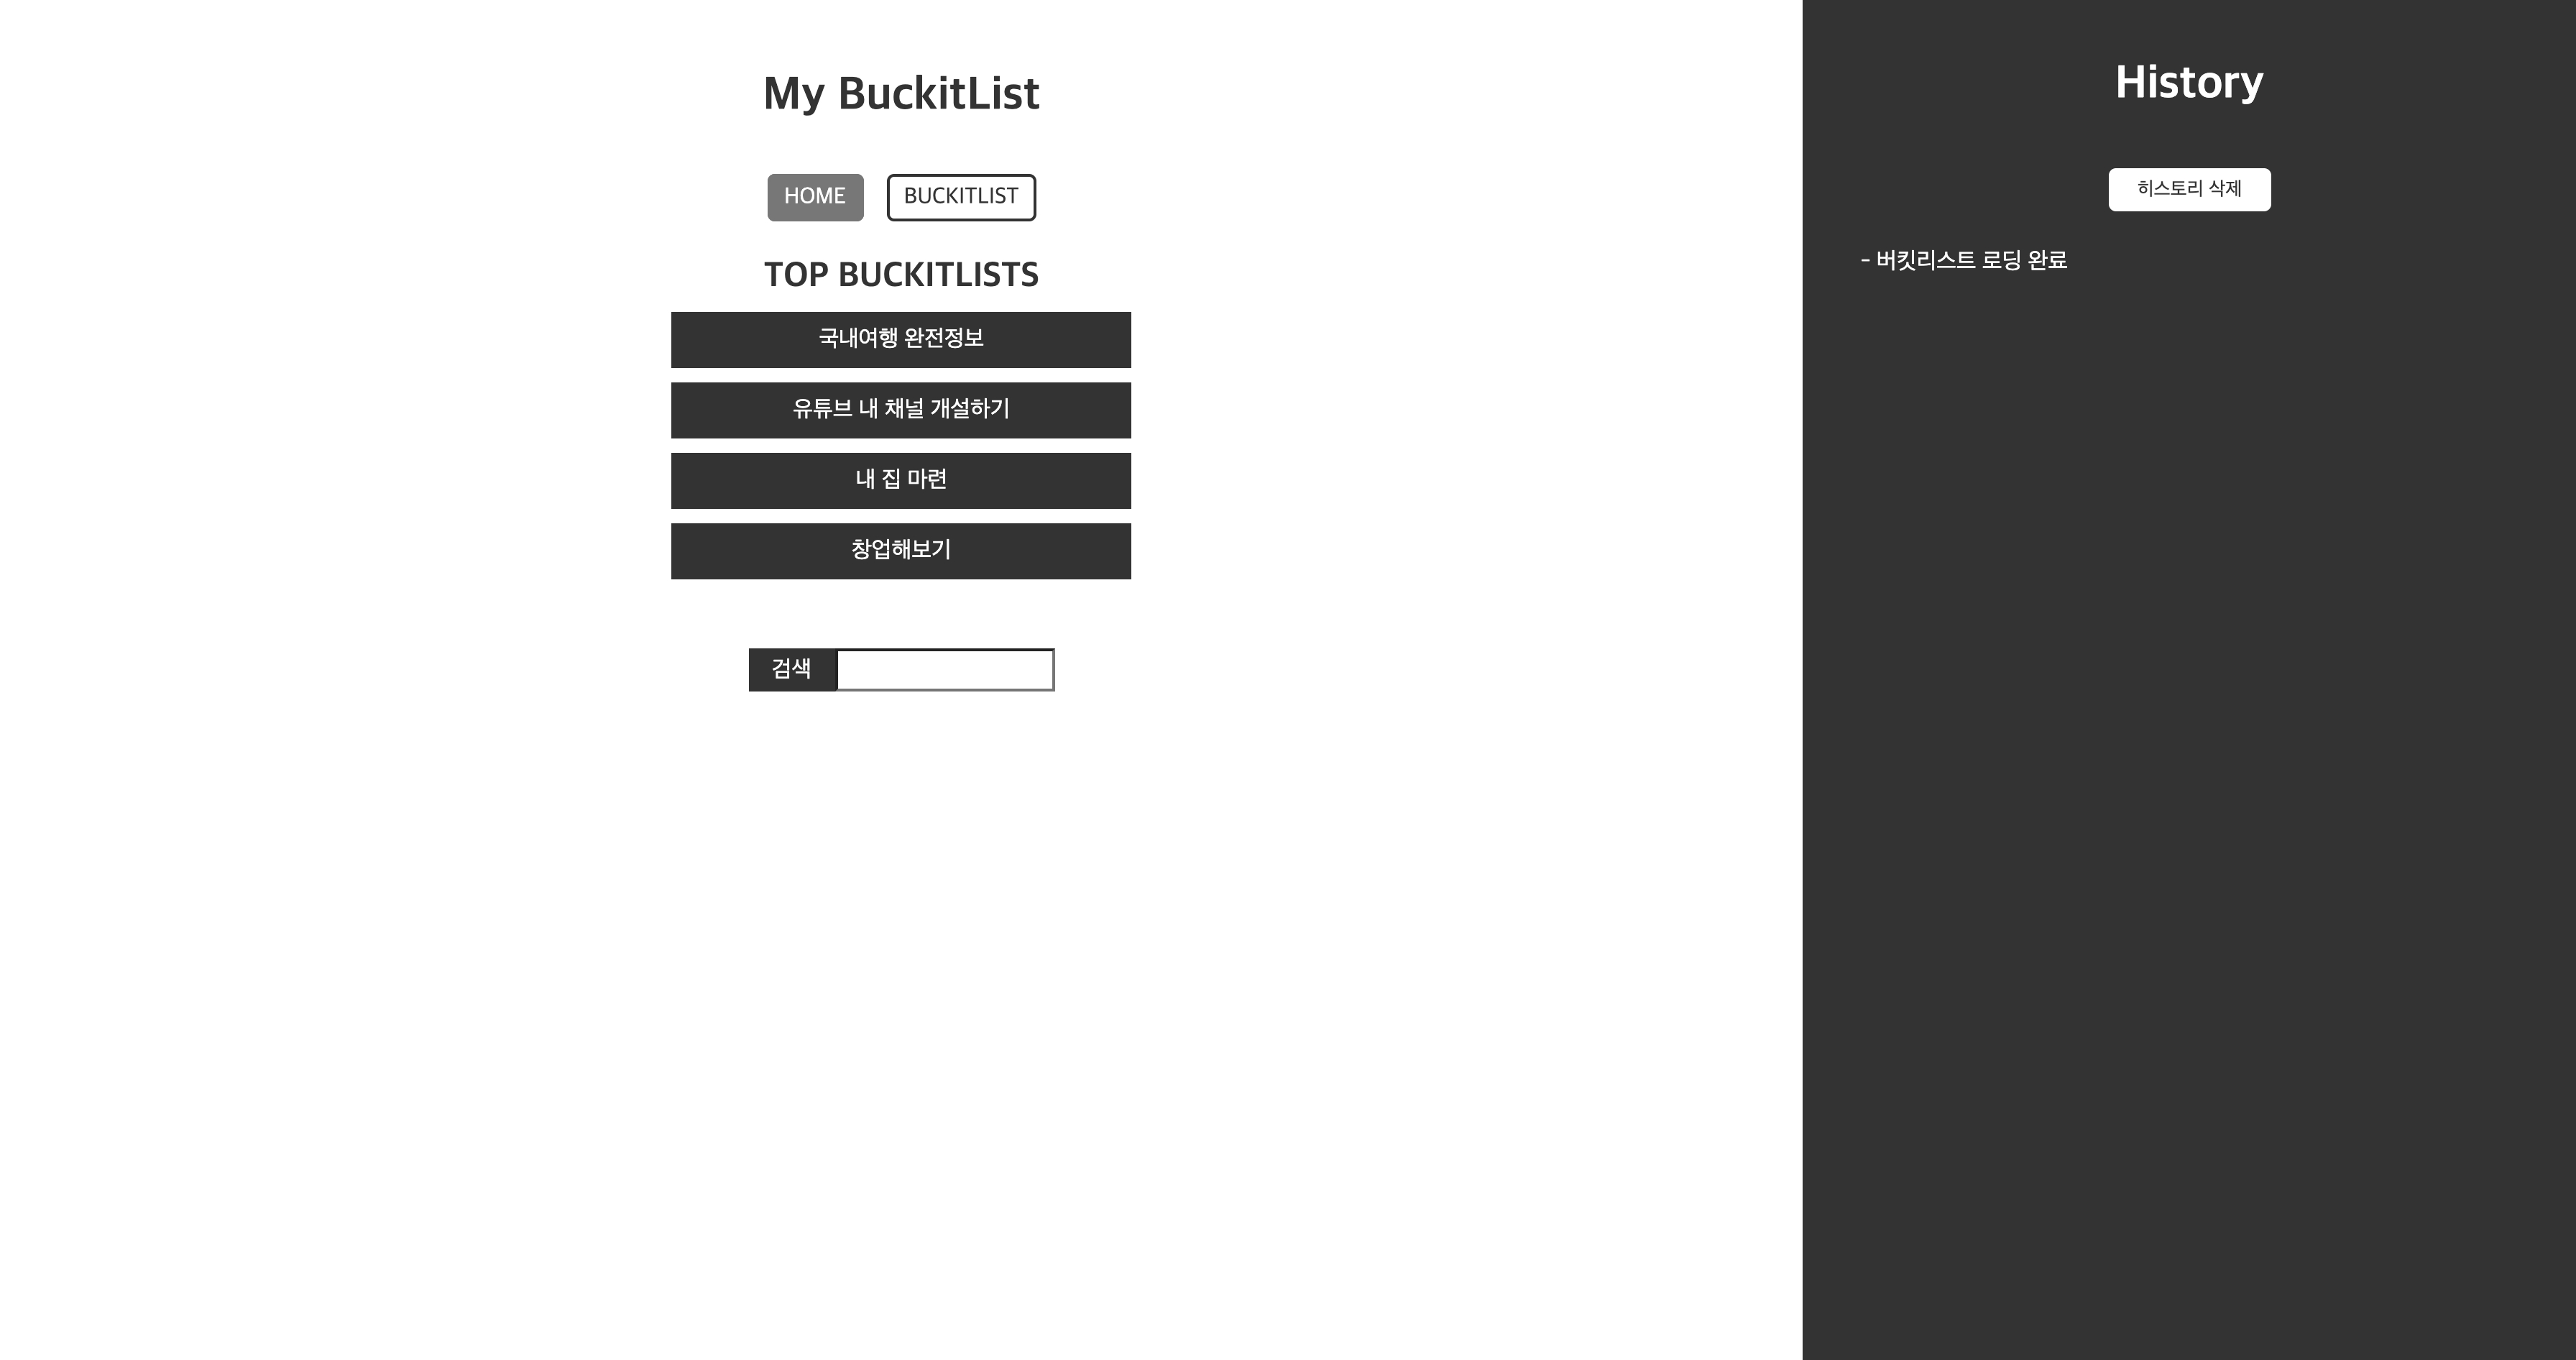 My BuckitList
HOME
BUCKITLIST
TOP BUCKITLISTS
국내여행 완전정보
유튜브 내 채널 개설하기
내 집 마련
창업해보기
검색
History
히스토리 삭제
- 버킷리스트 로딩 완료